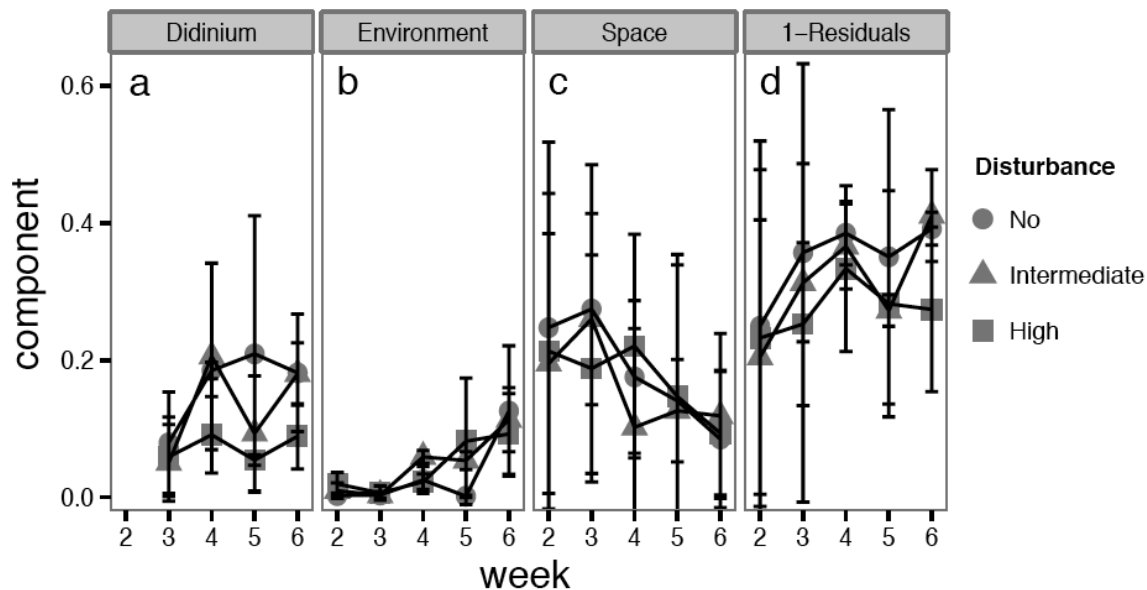 Didinium Environment Space 1−Residuals
a b c d
0.6
0.4
0.2
0.0
component
2 3 4 5 6 2 3 4 5 6 2 3 4 5 6 2 3 4 5 6
week
Disturbance
No
Intermediate
High